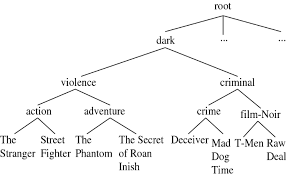 root
dark ... ...
violence criminal
action adventure crime film-Noir
The Street The The Secret Deceiver Mad T-Men Raw
Stranger Fighter Phantom of Roan Dog Deal
Inish Time